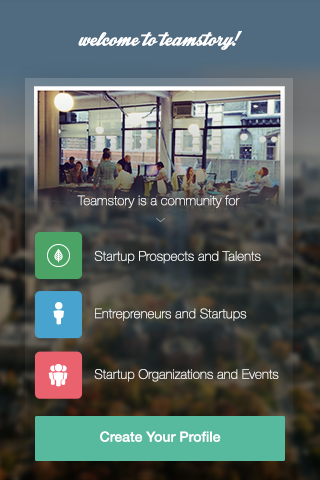 welcome to teamstory!
Teamstory is a community for
Startup Prospects and Talents
Entrepreneurs and Startups
Startup Organizations and Events
Create Your Profile